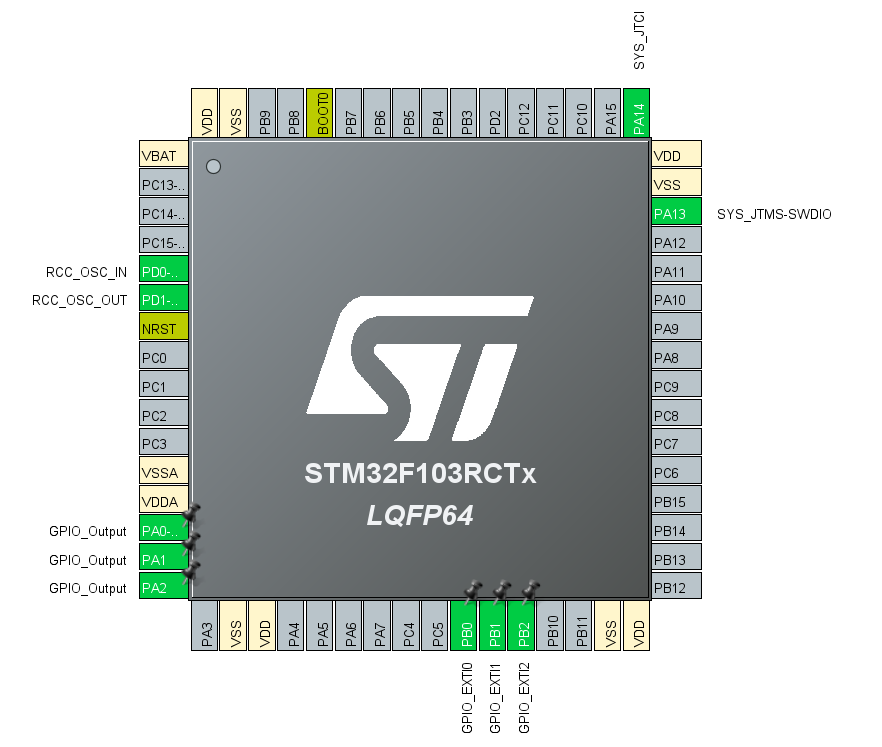 SYS_JTCI
VDD
VSS
PB9
PB8
BOOT0
PB7
PB6
PB5
PB4
PB3
PD2
PC12
PC11
PC10
PA15
PA14
VBAT
PC13-..
PC14-..
PC15-..
RCC_OSC_IN PD0-..
RCC_OSC_OUT PD1-..
NRST
PC0
PC1
PC2
PC3
VSSA
VDDA
GPIO_Output PA0-..
GPIO_Output PA1
GPIO_Output PA2
ST
STM32F103RCTx
LQFP64
VDD
VSS
PA13 SYS_JTMS-SWDIO
PA12
PA11
PA10
PA9
PA8
PC9
PC8
PC7
PC6
PB15
PB14
PB13
PB12
PA3
VSS
VDD
PA4
PA5
PA6
PA7
PC4
PC5
PB0
PB1
PB2
PB10
PB11
VSS
VDD
GPIO_EXTI0
GPIO_EXTI1
GPIO_EXTI2